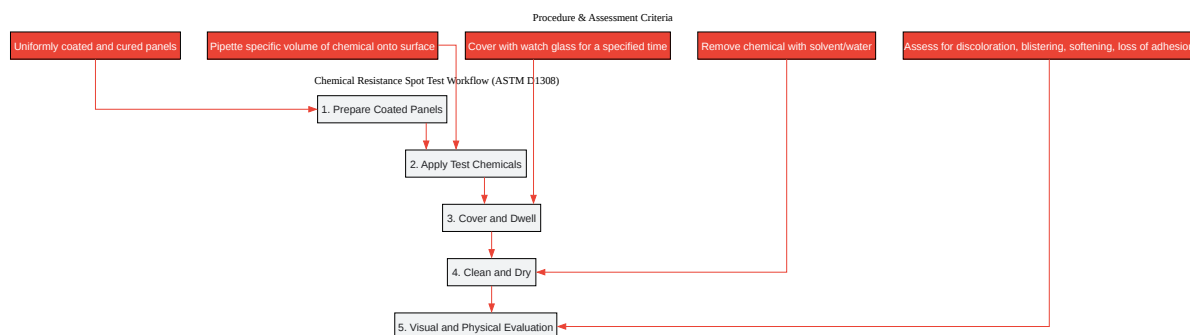 Procedure & Assessment Criteria
Uniformly coated and cured panels
Pipette specific volume of chemical onto surface
Cover with watch glass for a specified time
Remove chemical with solvent/water
Assess for discoloration, blistering, softening, loss of adhesion
Chemical Resistance Spot Test Workflow (ASTM D1308)
1. Prepare Coated Panels
2. Apply Test Chemicals
3. Cover and Dwell
4. Clean and Dry
5. Visual and Physical Evaluation